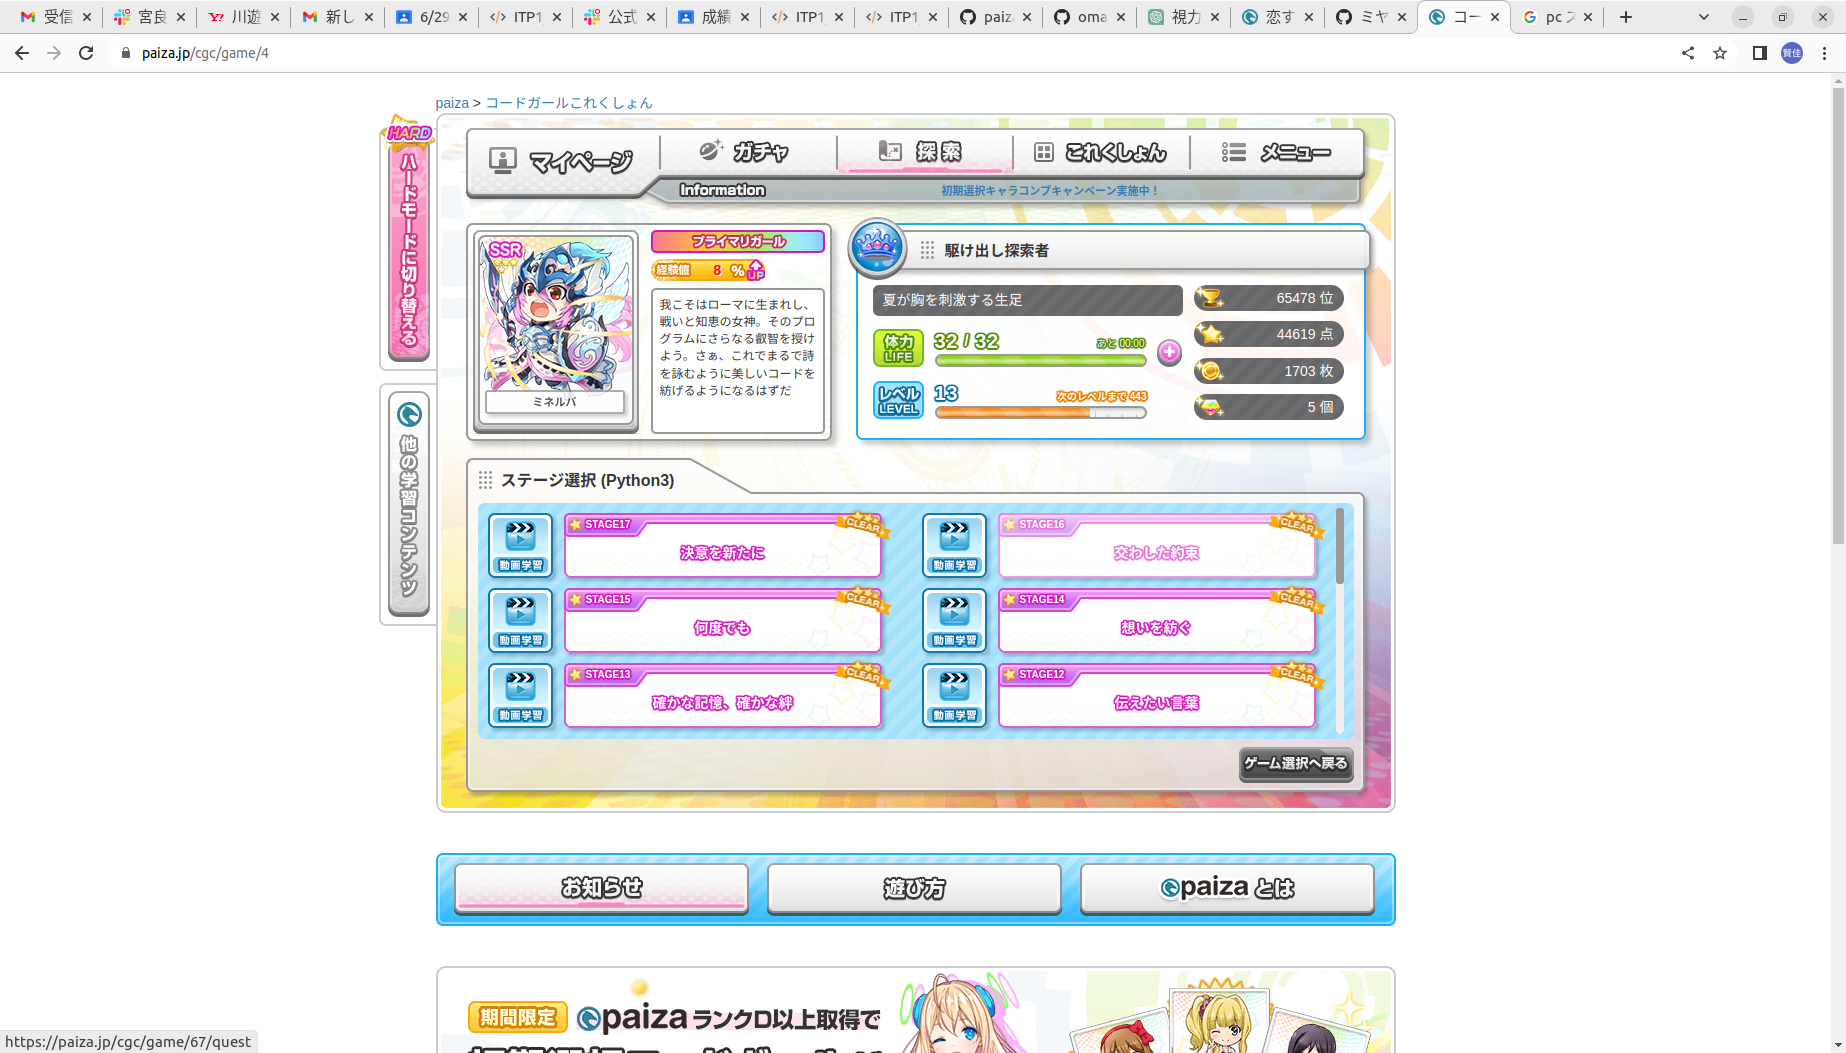 受信
宮良
川遊
新し
6/29
ITP1
公式
成績
ITP1
ITP1
paiz
oma
視力
恋す
ミヤ
コー
pc ス
paiza.jp/cgc/game/4
賢佳
paiza > コードガールこれくしょん
HARD
ハードモードに切り替える
他の学習コンテンツ
マイページ
ガチャ
探索
これくしょん
メニュー
Information
初期選択キャラコンプキャンペーン実施中！
SSR
ミネルバ
プライマリガール
経験値 8 % UP
我こそはローマに生まれし、
戦いと知恵の女神。そのプロ
グラムにさらなる叡智を授け
よう。さぁ、これでまるで詩
を詠むように美しいコードを
紡げるようになるはずだ
駆け出し探索者
夏が胸を刺激する生足
体力
LIFE
32 / 32
あと 00:00
レベル
LEVEL
13
次のレベルまで 443
65478 位
44619 点
1703 枚
5 個
ステージ選択 (Python3)
動画学習
STAGE17
CLEAR
決意を新たに
動画学習
STAGE16
CLEAR
交わした約束
動画学習
STAGE15
CLEAR
何度でも
動画学習
STAGE14
CLEAR
想いを紡ぐ
動画学習
STAGE13
CLEAR
確かな記憶、確かな絆
動画学習
STAGE12
CLEAR
伝えたい言葉
ゲーム選択へ戻る
お知らせ
遊び方
paizaとは
期間限定
paizaランクD以上取得で
https://paiza.jp/cgc/game/67/quest